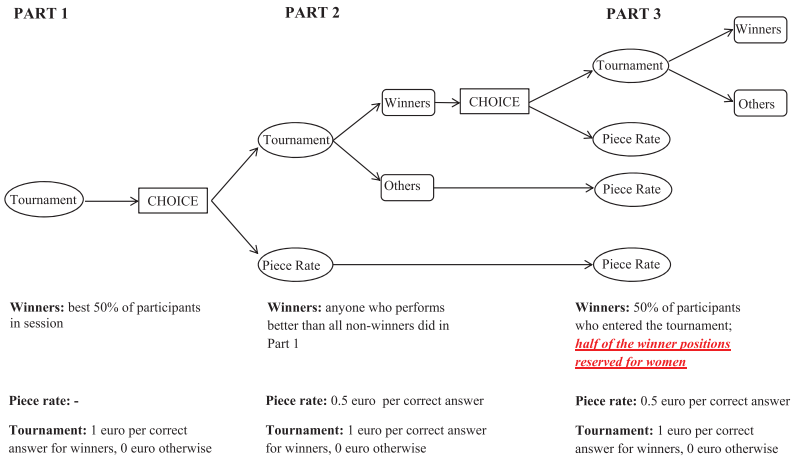 PART 1
PART 2
PART 3
Winners
Tournament
Winners
CHOICE
Others
Tournament
Piece Rate
Others
Piece Rate
Tournament
CHOICE
Piece Rate
Piece Rate
Winners: best 50% of participants
in session
Winners: anyone who performs
better than all non-winners did in
Part 1
Winners: 50% of participants
who entered the tournament;
half of the winner positions
reserved for women
Piece rate: -
Piece rate: 0.5 euro per correct answer
Piece rate: 0.5 euro per correct answer
Tournament: 1 euro per correct
answer for winners, 0 euro otherwise
Tournament: 1 euro per correct answer
for winners, 0 euro otherwise
Tournament: 1 euro per correct
answer for winners, 0 euro otherwise